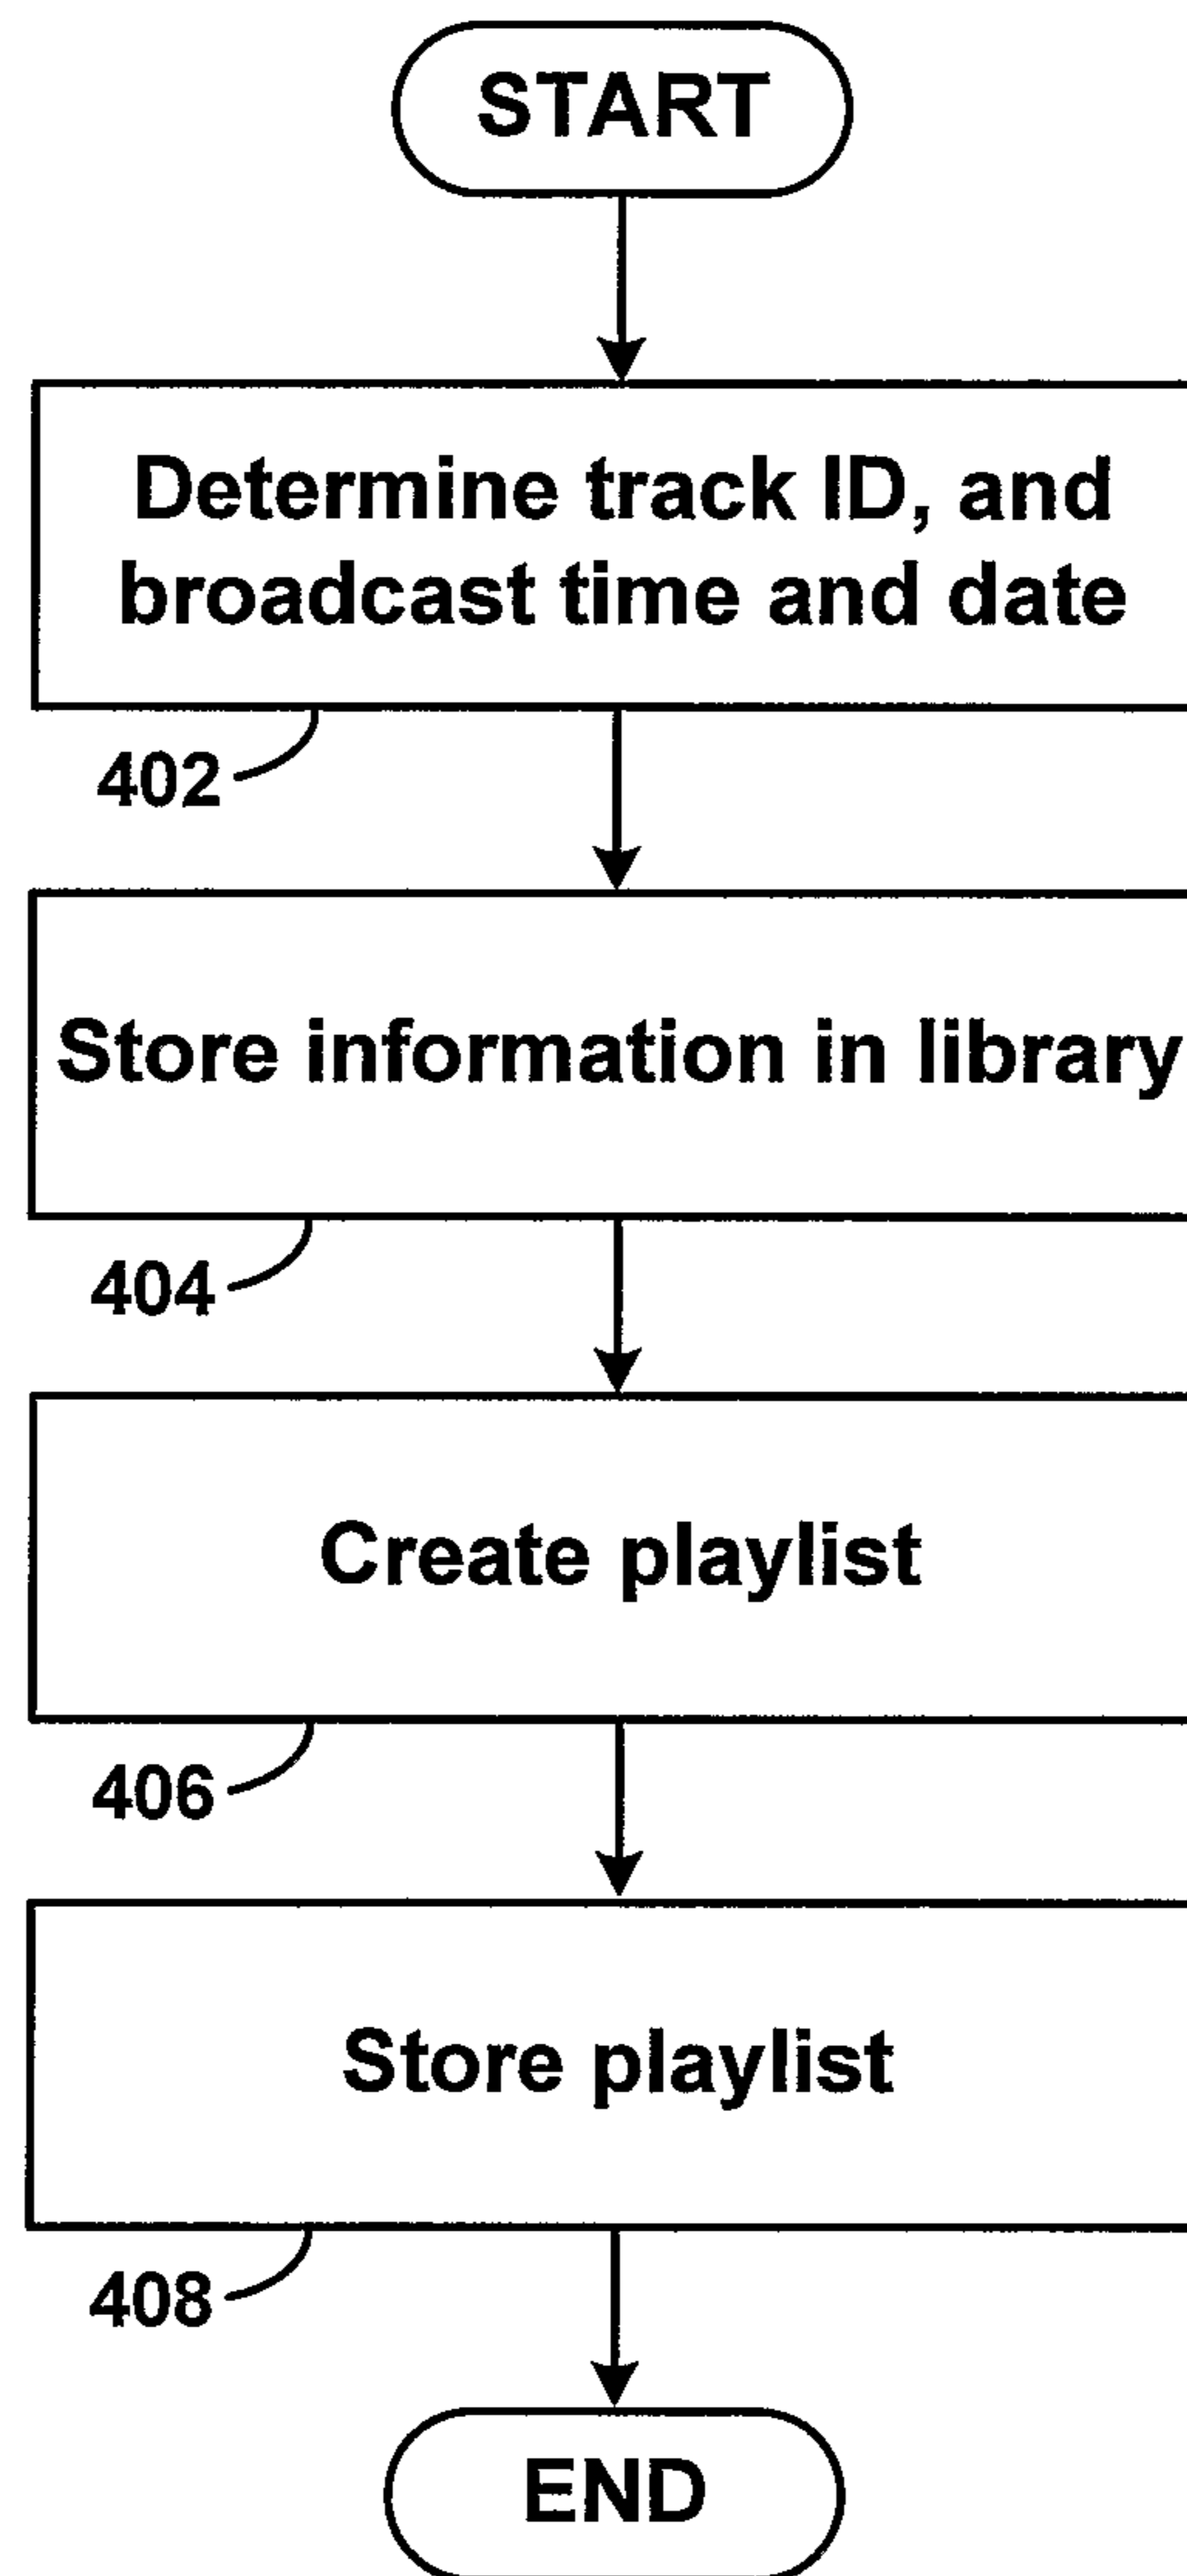 START
Determine track ID, and
broadcast time and date
402
Store information in library
404
Create playlist
406
Store playlist
408
END